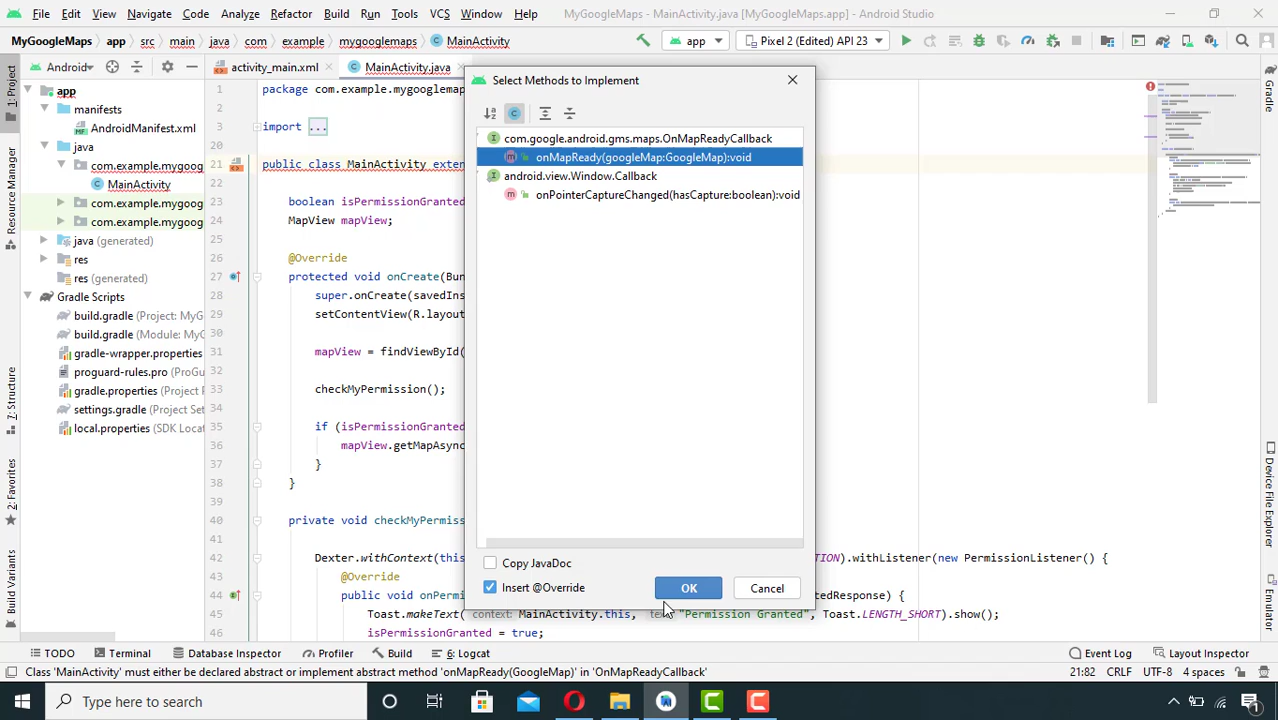 File Edit View Navigate Code Analyze Refactor Build Run Tools VCS Window Help MyGoogleMaps - MainActivity.java [MyGoogleMaps.app] - Android Studio
MyGoogleMaps app src main java com example mygooglemaps MainActivity app Pixel 2 (Edited) API 23
Android activity_main.xml MainActivity.java
1: Project
Resource Manager
7: Structure
2: Favorites
Build Variants
app
manifests
AndroidManifest.xml
java
com.example.mygoog
MainActivity
com.example.mygoog
com.example.mygoog
java (generated)
res
res (generated)
Gradle Scripts
build.gradle (Project: MyG
build.gradle (Module: MyG
gradle-wrapper.properties
proguard-rules.pro (ProGu
gradle.properties (Project
settings.gradle (Project Set
local.properties (SDK Locat
1 package com.example.mygooglem
3 import ...
20
21 public class MainActivity exten
22
23 boolean isPermissionGranted
24 MapView mapView;
25
26 @Override
27 protected void onCreate(Bun
28 super.onCreate(savedIns
29 setContentView(R.layout
30
31 mapView = findViewById(
32
33 checkMyPermission();
34
35 if (isPermissionGranted
36 mapView.getMapAsync
37 }
38 }
39
40 private void checkMyPermiss
41
42 Dexter.withContext(this TION).withListener(new PermissionListener() {
43 @Override
44 public void onPerm tedResponse) {
45 Toast.makeText( context: MainActivity.this, "Permission Granted", Toast.LENGTH_SHORT).show();
46 isPermissionGranted = true;
Select Methods to Implement
com.google.android.gms.maps.OnMapReadyCallback
onMapReady(googleMap:GoogleMap):void
android.view.Window.Callback
onPointerCaptureChanged(hasCapture:boolean):void
Copy JavaDoc
Insert @Override
OK
Cancel
Gradle
Device File Explorer
Emulator
TODO Terminal Database Inspector Profiler Build 6: Logcat Event Log Layout Inspector
Class 'MainActivity' must either be declared abstract or implement abstract method 'onMapReady(GoogleMap)' in 'OnMapReadyCallback' 21:82 CRLF UTF-8 4 spaces
Type here to search